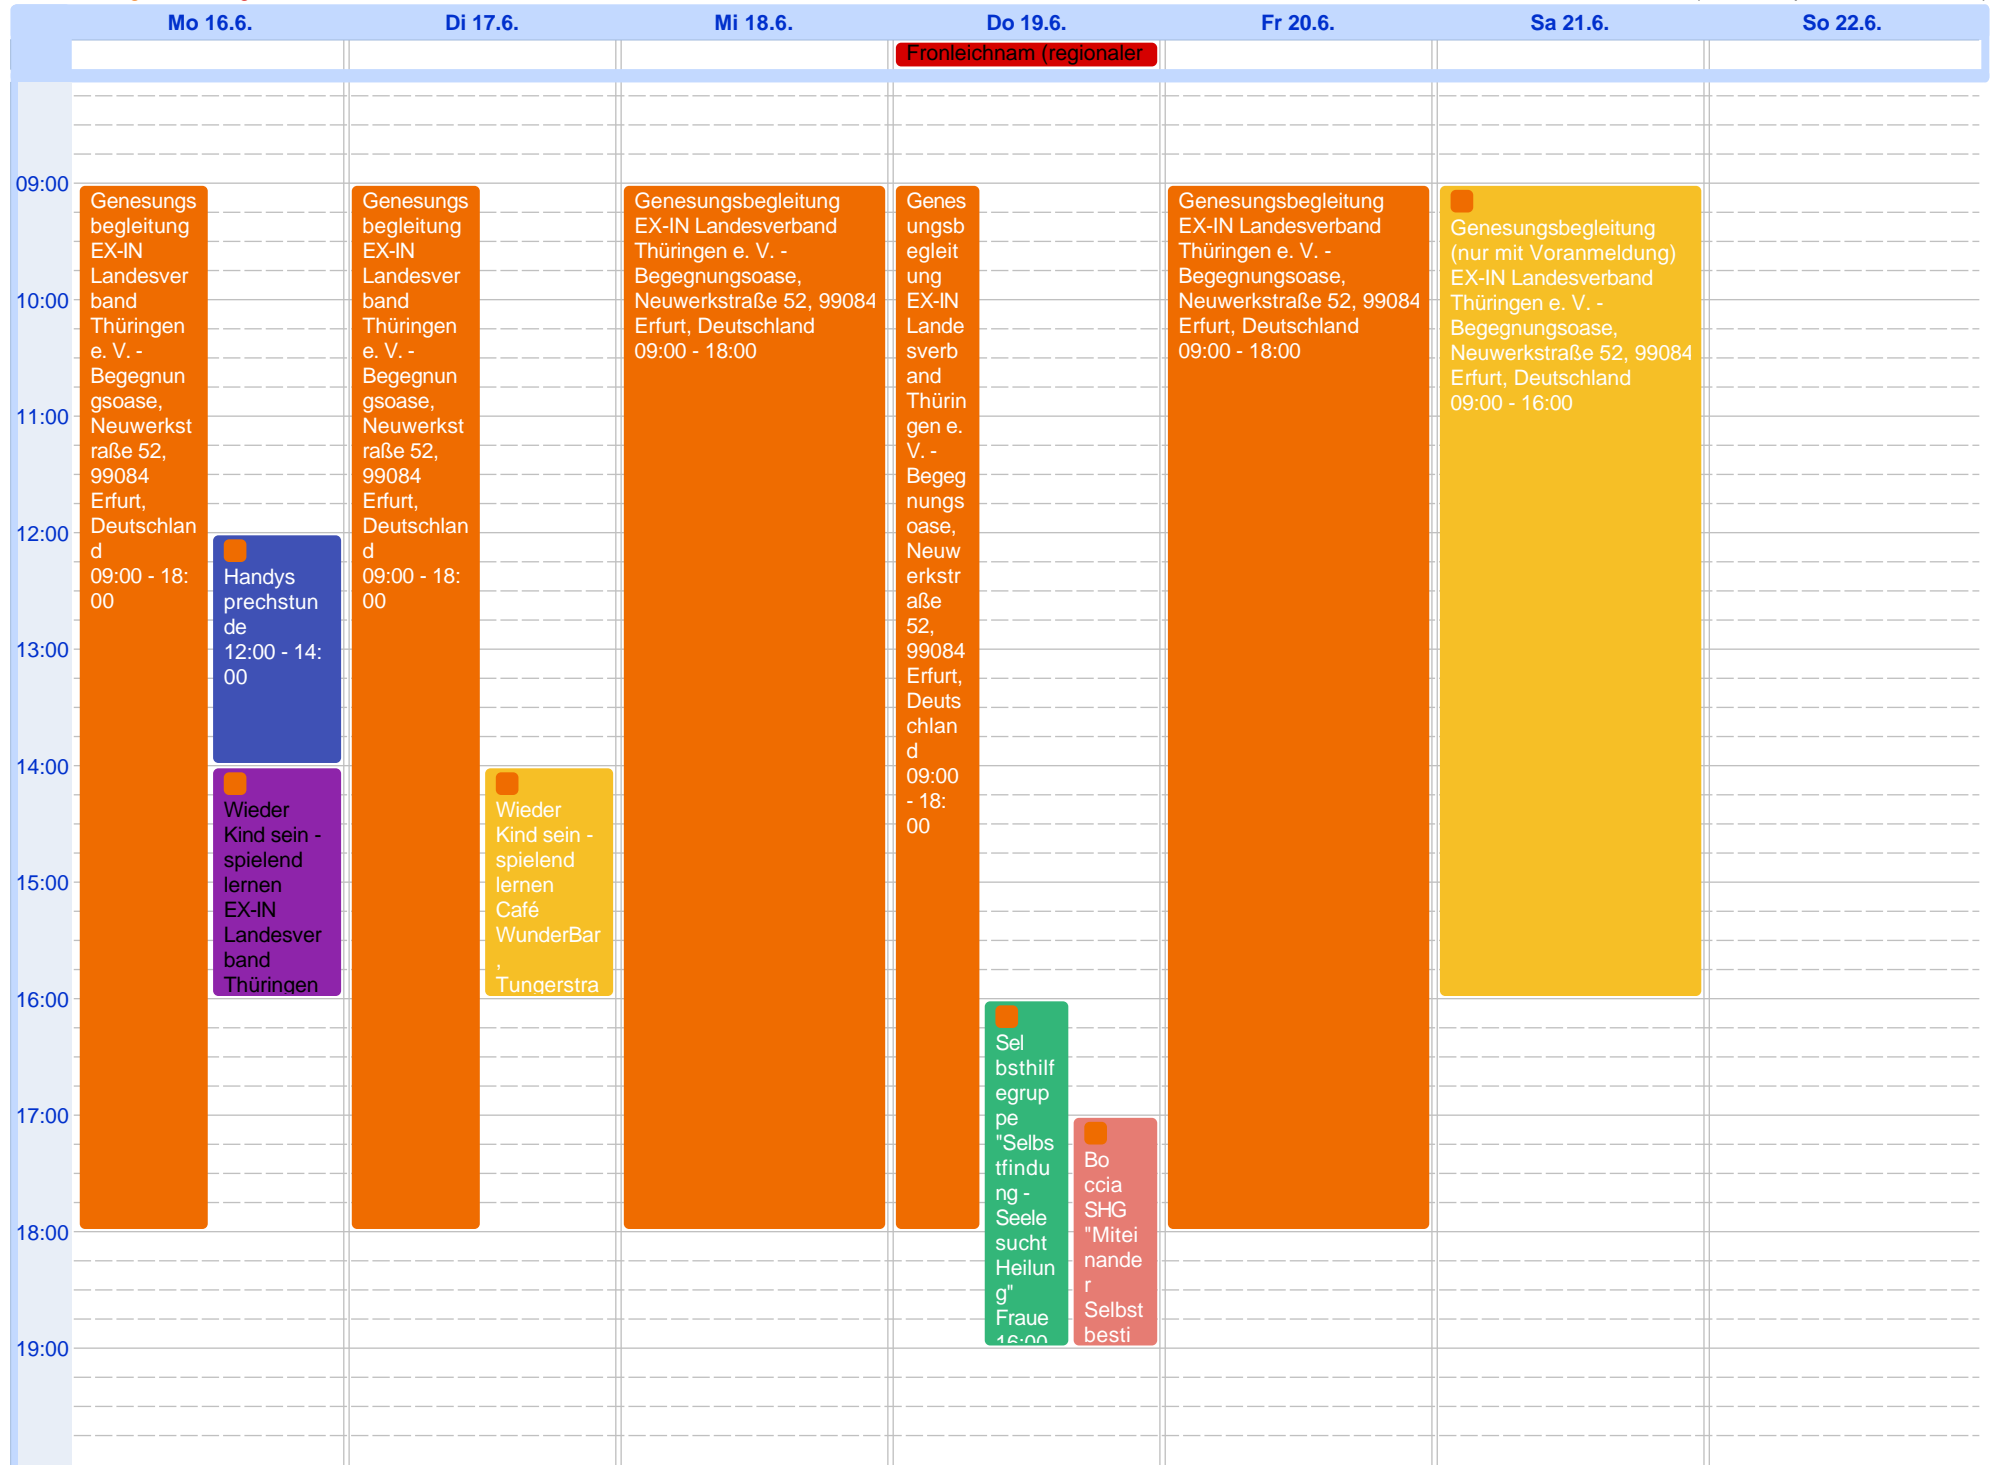 Mo 16.6.
Di 17.6.
Mi 18.6.
Do 19.6.
Fr 20.6.
Sa 21.6.
So 22.6.
Fronleichnam (regionaler
09:00
10:00
11:00
12:00
13:00
14:00
15:00
16:00
17:00
18:00
19:00
Genesungs
begleitung
EX-IN
Landesver
band
Thüringen
e. V. -
Begegnun
gsoase,
Neuwerkst
raße 52,
99084
Erfurt,
Deutschlan
d
09:00 - 18:
00
Handys
prechstun
de
12:00 - 14:
00
Wieder
Kind sein -
spielend
lernen
EX-IN
Landesver
band
Thüringen
Genesungs
begleitung
EX-IN
Landesver
band
Thüringen
e. V. -
Begegnun
gsoase,
Neuwerkst
raße 52,
99084
Erfurt,
Deutschlan
d
09:00 - 18:
00
Wieder
Kind sein -
spielend
lernen
Café
WunderBar
,
Tungerstra
Genesungsbegleitung
EX-IN Landesverband
Thüringen e. V. -
Begegnungsoase,
Neuwerkstraße 52, 99084
Erfurt, Deutschland
09:00 - 18:00
Genes
ungsb
egleit
ung
EX-IN
Lande
sverb
and
Thürin
gen e.
V. -
Begeg
nungs
oase,
Neuw
erkstr
aße
52,
99084
Erfurt,
Deuts
chlan
d
09:00
- 18:
00
Sel
bsthilf
egrup
pe
"Selbs
tfindu
ng -
Seele
sucht
Heilun
g"
Fraue
16:00
Bo
ccia
SHG
"Mitei
nande
r
Selbst
besti
Genesungsbegleitung
EX-IN Landesverband
Thüringen e. V. -
Begegnungsoase,
Neuwerkstraße 52, 99084
Erfurt, Deutschland
09:00 - 18:00
Genesungsbegleitung
(nur mit Voranmeldung)
EX-IN Landesverband
Thüringen e. V. -
Begegnungsoase,
Neuwerkstraße 52, 99084
Erfurt, Deutschland
09:00 - 16:00